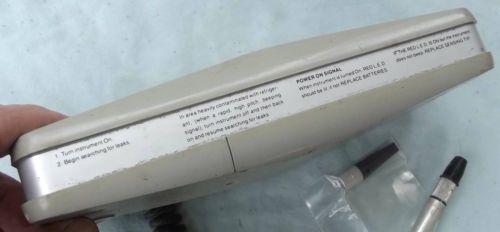 1. Turn instrument On.
2. Begin searching for leaks.
In area heavily contaminated with refriger-
ant, (when a rapid, high pitch beeping
signal), turn instrument off and then back
on and resume searching for leaks.
POWER ON SIGNAL
When instrument is turned On, RED L.E.D.
should be lit, if not REPLACE BATTERIES.
IF THE RED L.E.D. IS ON but the instrument
does not beep, REPLACE SENSING TIP.